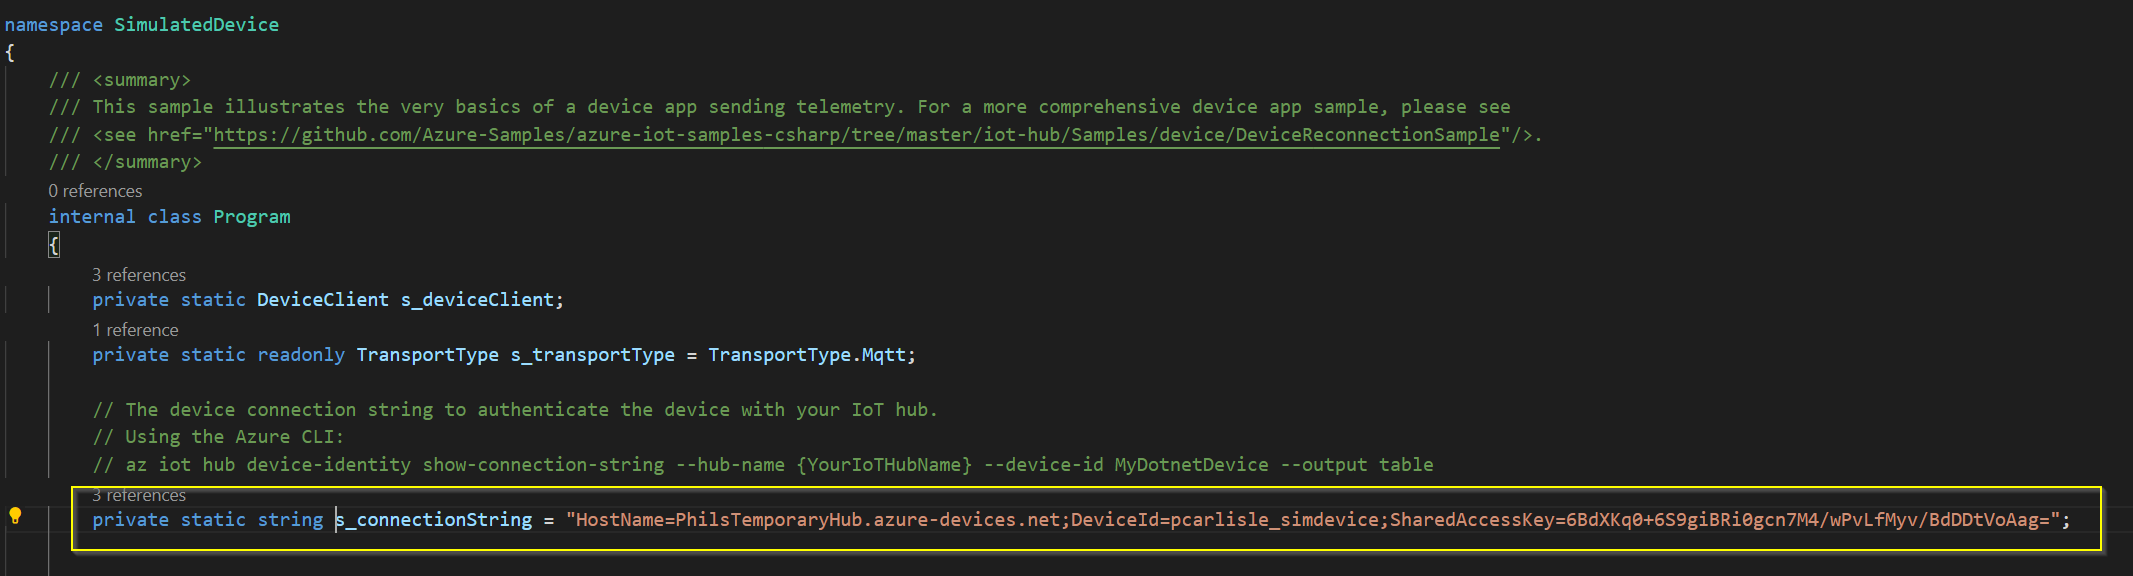 namespace SimulatedDevice
{
/// <summary>
/// This sample illustrates the very basics of a device app sending telemetry. For a more comprehensive device app sample, please see
/// <see href="https://github.com/Azure-Samples/azure-iot-samples-csharp/tree/master/iot-hub/Samples/device/DeviceReconnectionSample"/>.
/// </summary>
0 references
internal class Program
{
3 references
private static DeviceClient s_deviceClient;
1 reference
private static readonly TransportType s_transportType = TransportType.Mqtt;
// The device connection string to authenticate the device with your IoT hub.
// Using the Azure CLI:
// az iot hub device-identity show-connection-string --hub-name {YourIoTHubName} --device-id MyDotnetDevice --output table
3 references
private static string s_connectionString = "HostName=PhilsTemporaryHub.azure-devices.net;DeviceId=pcarlisle_simdevice;SharedAccessKey=6BdXKq0+6S9giBRi0gcn7M4/wPvLfMyv/BdDDtVoAag=";